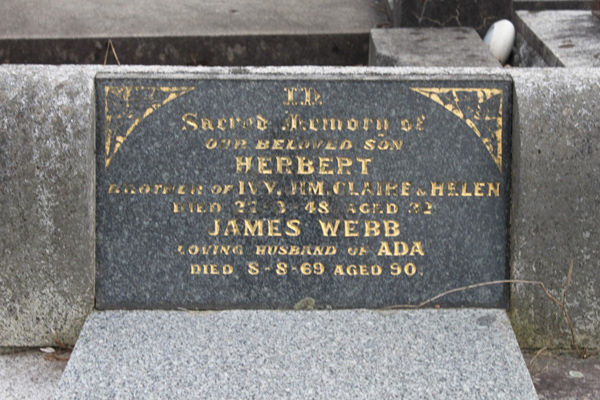 In
Sacred Memory of
OUR BELOVED SON
HERBERT
BROTHER OF IVY, JIM, CLAIRE & HELEN
DIED 27-3-48 AGED 32
JAMES WEBB
LOVING HUSBAND OF ADA
DIED 8-8-69 AGED 90.